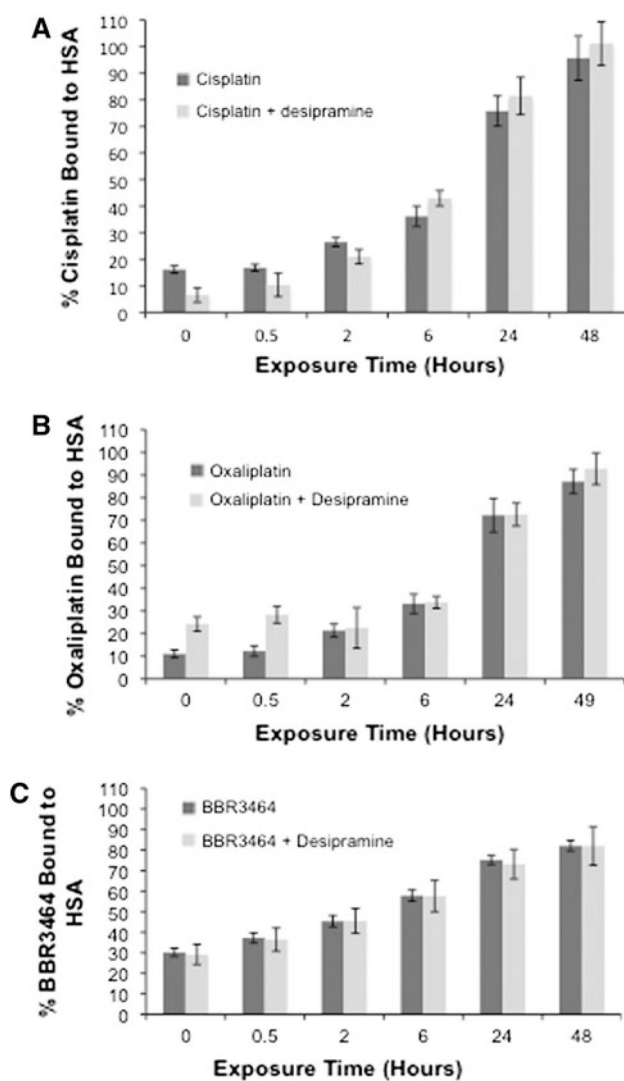 A
% Cisplatin Bound to HSA
110
100
90
80
70
60
50
40
30
20
10
0
Cisplatin
Cisplatin + desipramine
0 0.5 2 6 24 48
Exposure Time (Hours)
B
% Oxaliplatin Bound to HSA
110
100
90
80
70
60
50
40
30
20
10
0
Oxaliplatin
Oxaliplatin + Desipramine
0 0.5 2 6 24 49
Exposure Time (Hours)
C
% BBR3464 Bound to
HSA
110
100
90
80
70
60
50
40
30
20
10
0
BBR3464
BBR3464 + Desipramine
0 0.5 2 6 24 48
Exposure Time (Hours)